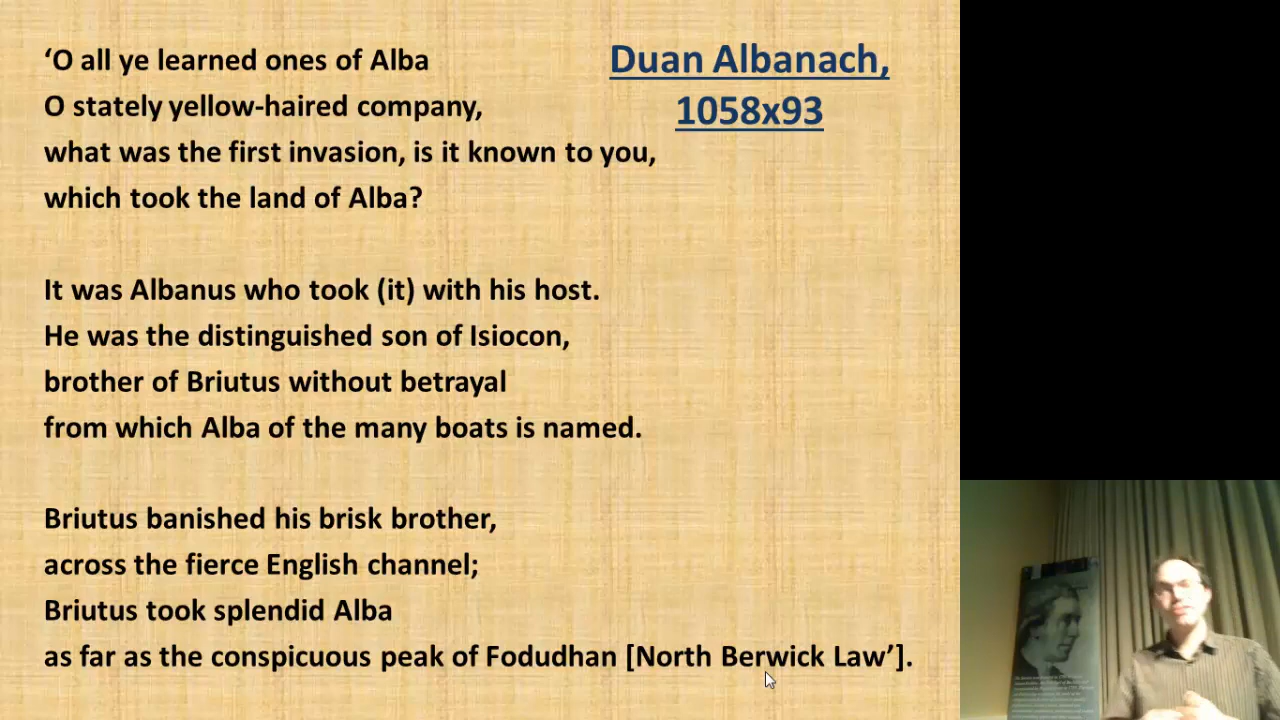 ‘O all ye learned ones of Alba
O stately yellow-haired company,
what was the first invasion, is it known to you,
which took the land of Alba?
It was Albanus who took (it) with his host.
He was the distinguished son of Isiocon,
brother of Briutus without betrayal
from which Alba of the many boats is named.
Briutus banished his brisk brother,
across the fierce English channel;
Briutus took splendid Alba
as far as the conspicuous peak of Fodudhan [North Berwick Law’].
Duan Albanach,
1058x93